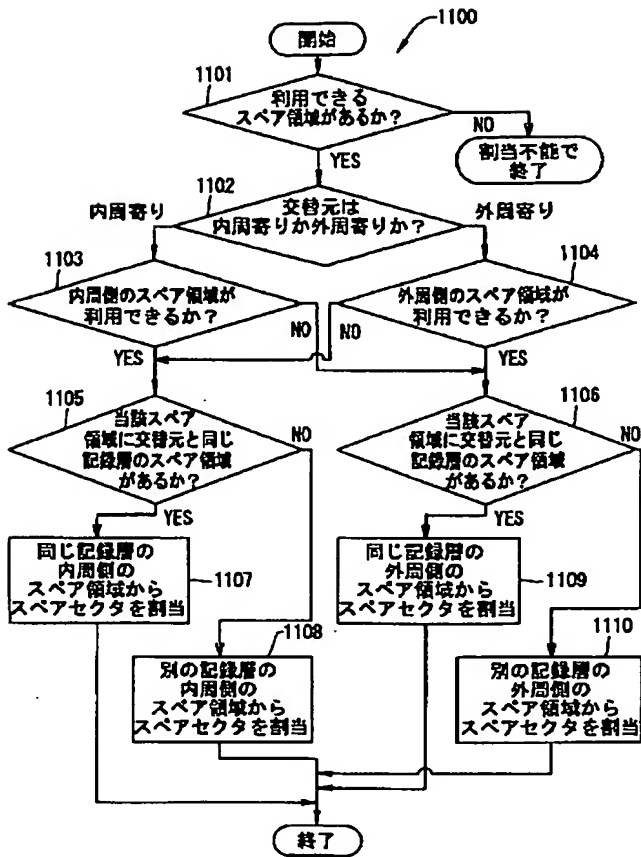 1100
開始
1101
利用できる
スペア領域があるか？
NO
割当不能で
終了
YES
1102
内周寄り
交替元は
内周寄りか外周寄りか？
外周寄り
1103
1104
内周側のスペア領域が
利用できるか？
NO
NO
外周側のスペア領域が
利用できるか？
YES
YES
1105
1106
当該スペア
領域に交替元と同じ
記録層のスペア領域
があるか？
NO
当該スペア
領域に交替元と同じ
記録層のスペア領域
があるか？
NO
YES
YES
同じ記録層の
内周側の
スペア領域から
スペアセクタを割当
1107
同じ記録層の
外周側の
スペア領域から
スペアセクタを割当
1109
1108
1110
別の記録層の
内周側の
スペア領域から
スペアセクタを割当
別の記録層の
外周側の
スペア領域から
スペアセクタを割当
終了